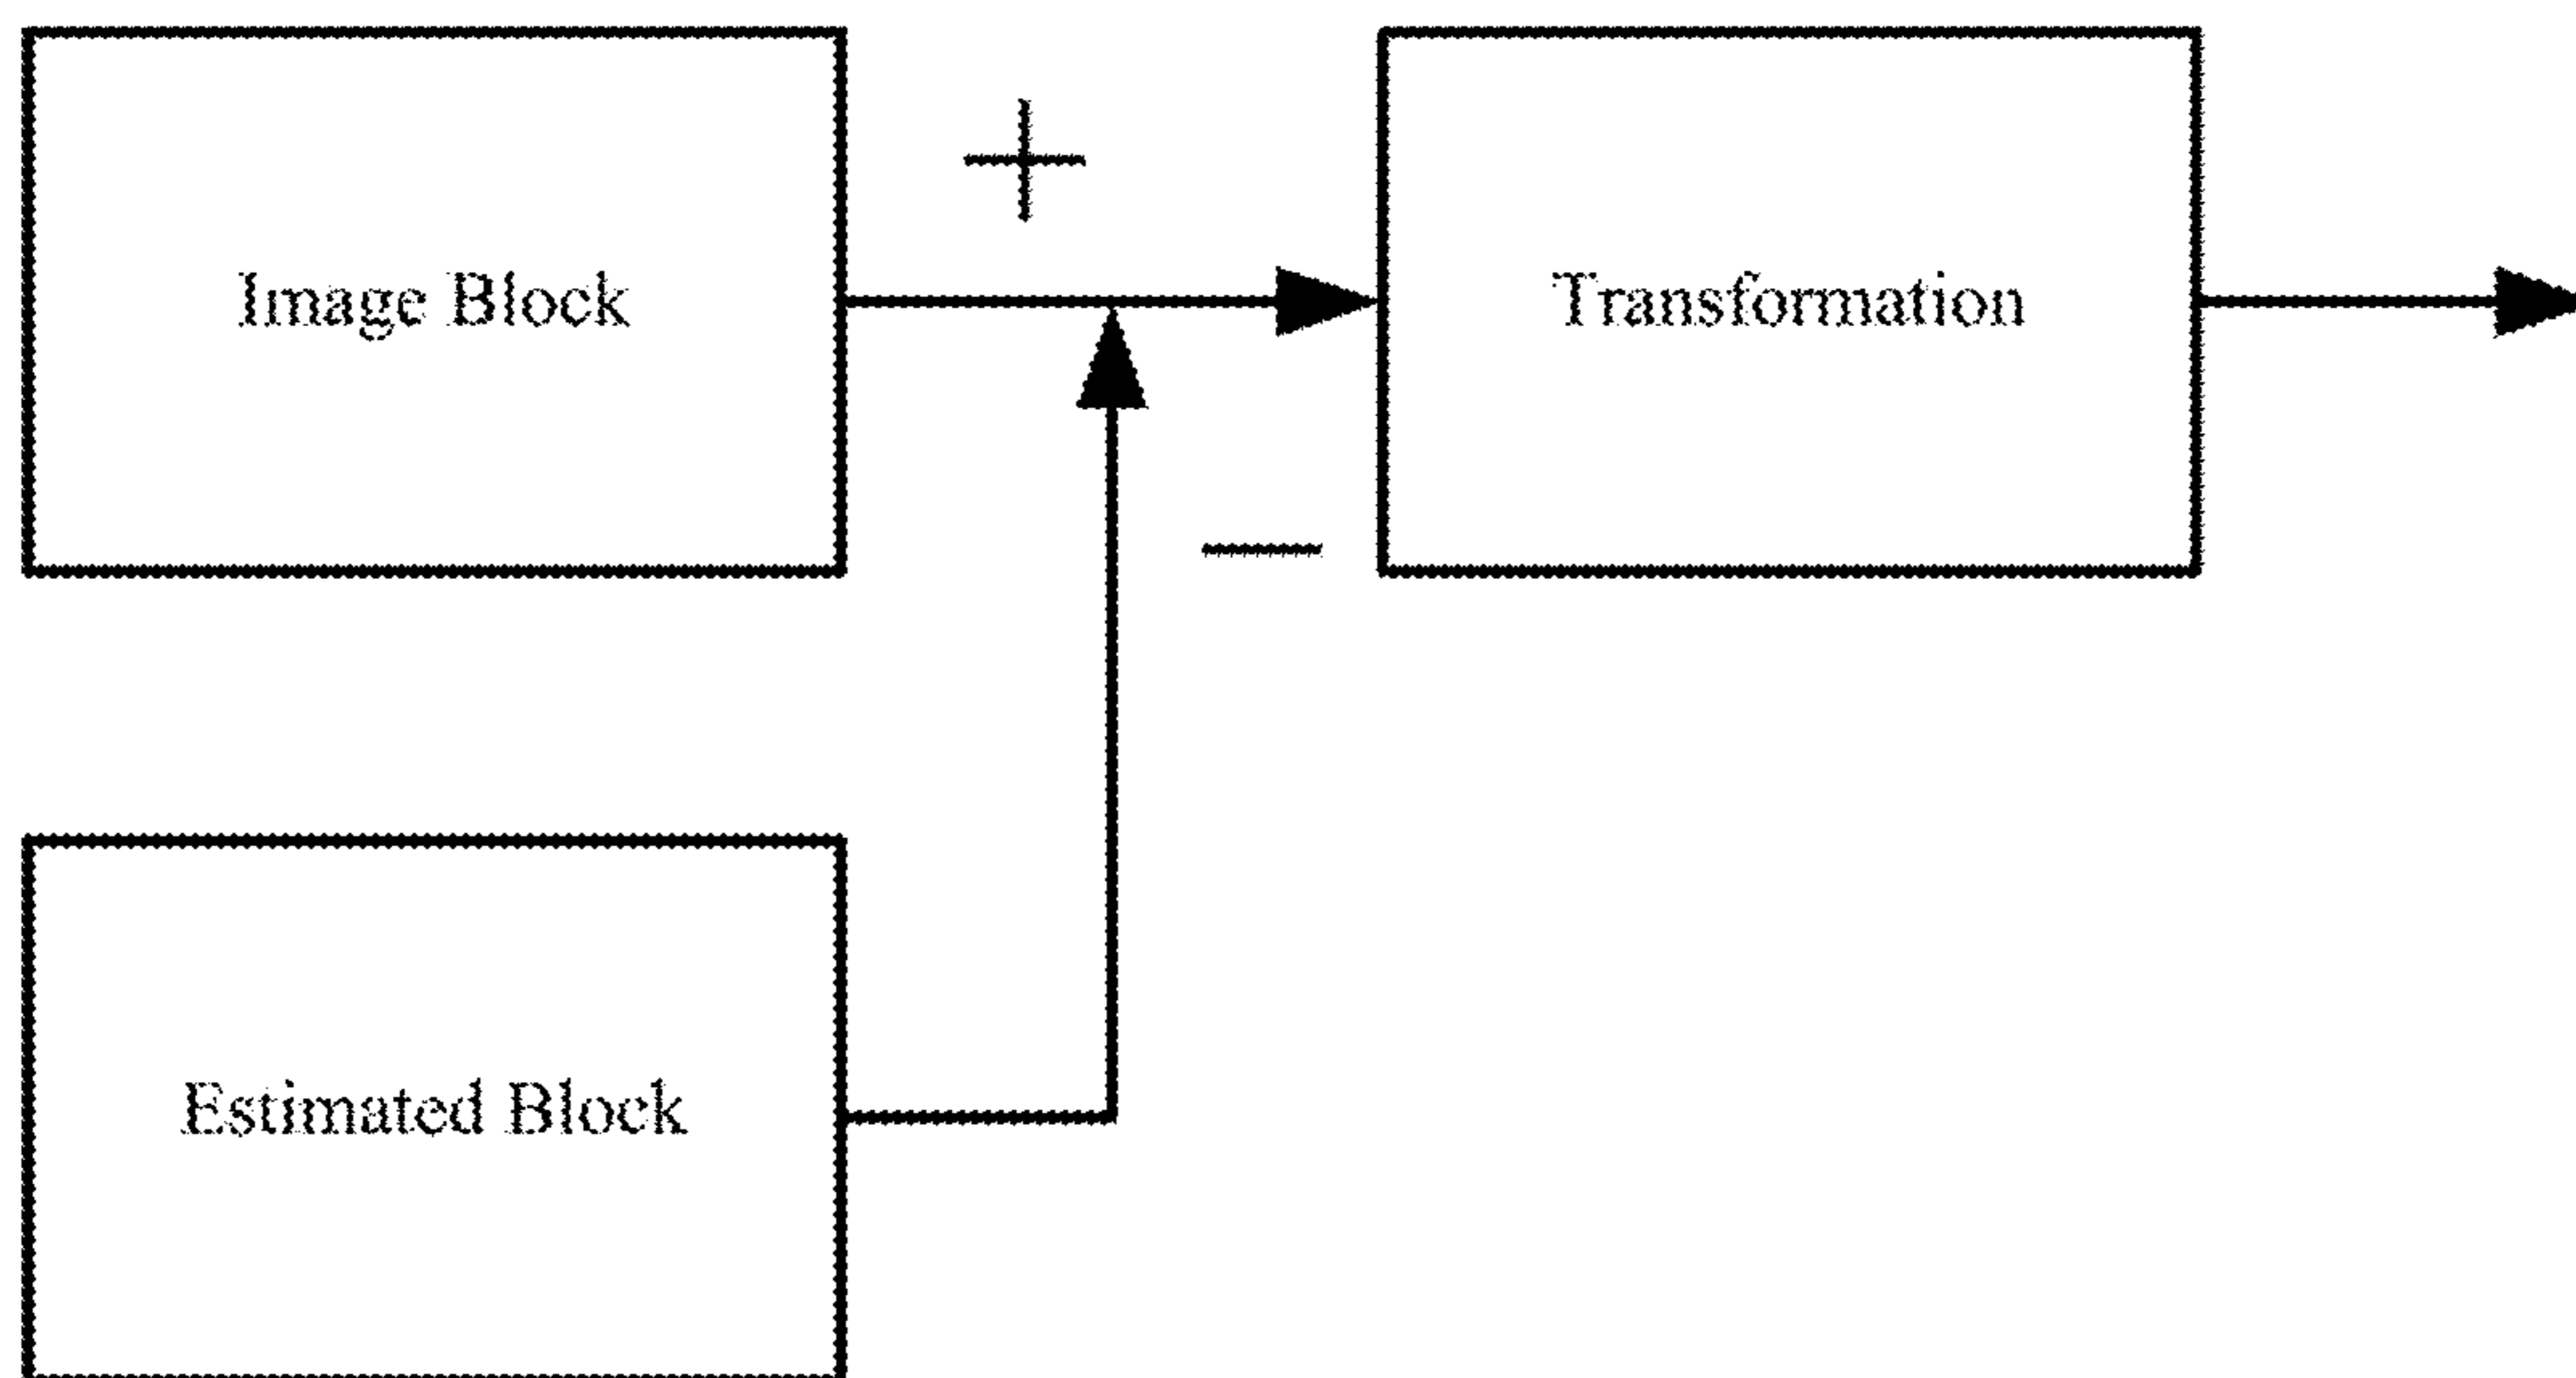 Image Block
+
Transformation
—
Estimated Block